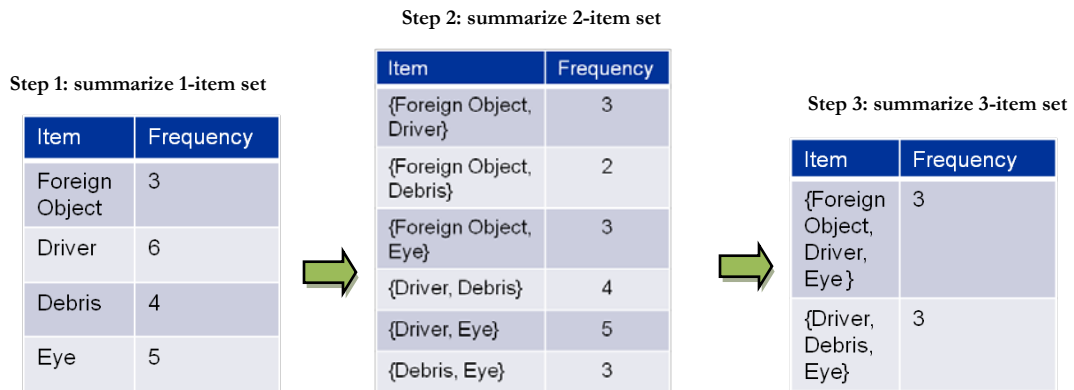 Step 2: summarize 2-item set
Step 1: summarize 1-item set
Step 3: summarize 3-item set
Item Frequency
Foreign
Object 3
Driver 6
Debris 4
Eye 5
Item Frequency
{Foreign Object,
Driver} 3
{Foreign Object,
Debris} 2
{Foreign Object,
Eye} 3
{Driver, Debris} 4
{Driver, Eye} 5
{Debris, Eye} 3
Item Frequency
{Foreign 3
Object,
Driver,
Eye }
{Driver, 3
Debris,
Eye}